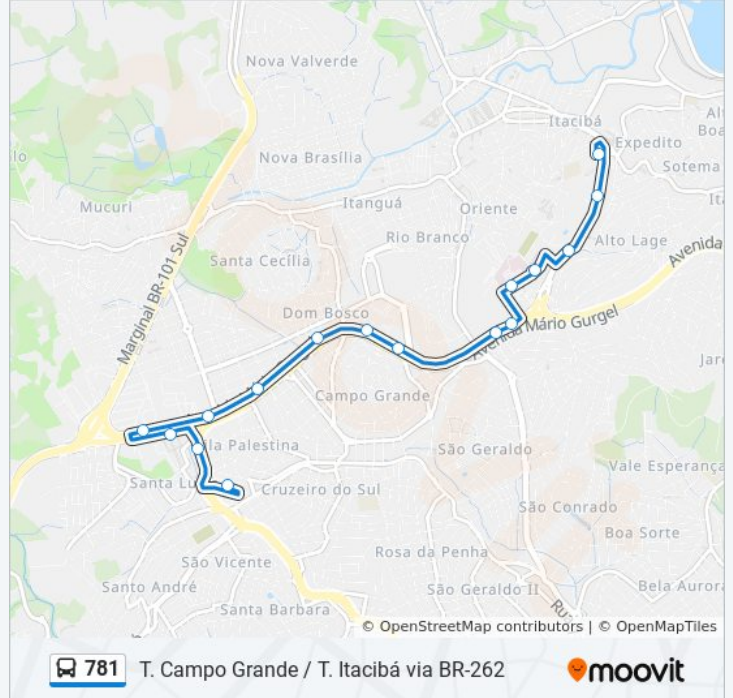 Nova Valverde
Itacibá
Alt
Boa
Expedito
lo
Nova Brasília
Sotema
Mucuri
Itanguá
Oriente
Ita
Rio Branco
Alto Lage
Santa Cecília
Avenida
Marginal BR-101 Sul
Dom Bosco
Avenida Mário Gurgel
Jar
Campo Grande
ila Palestina
São Geraldo
Vale Esperança
Santa Lu
Cruzeiro do Sul
São Conrado
Boa Sorte
São Vicente
Rosa da Penha
Santo André
São Geraldo II
Bela Aurora
Santa Barbara
Ru
© OpenStreetMap contributors | © OpenMapTiles
781 T. Campo Grande / T. Itacibá via BR-262
moovit